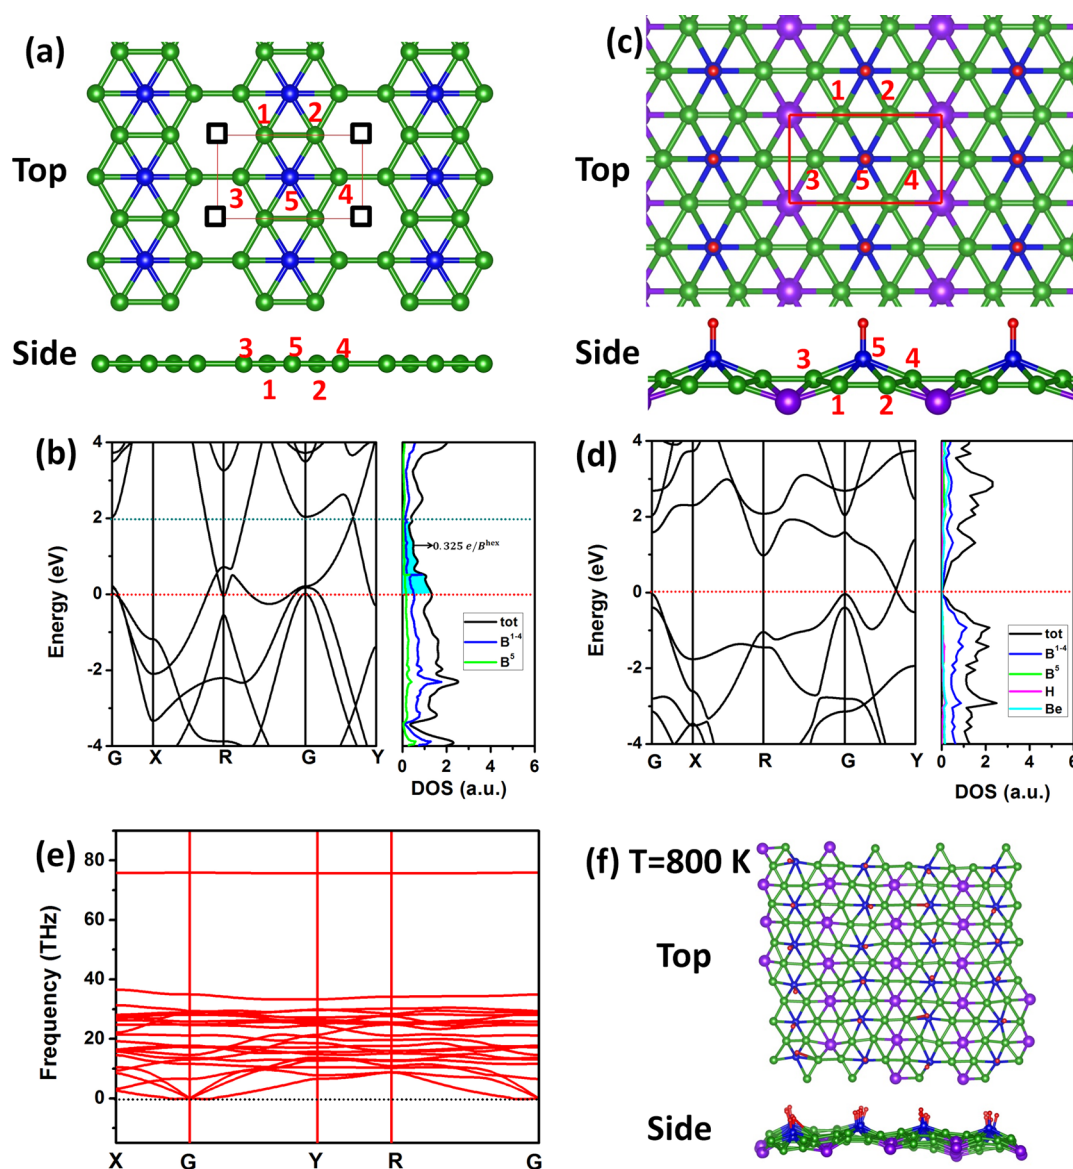 (a)
Top
1 2
3 5 4
Side
3 5 4
1 2
(c)
Top
1 2
3 5 4
Side
3 5 4
1 2
(b)
Energy (eV)
4
2
0
-2
-4
G X R G Y
0.325 e/B^hex
tot
B^1-4
B^5
0 2 4 6
DOS (a.u.)
(d)
Energy (eV)
4
2
0
-2
-4
G X R G Y
tot
B^1-4
B^5
H
Be
0 2 4 6
DOS (a.u.)
(e)
Frequency (THz)
80
60
40
20
0
X G Y R G
(f) T=800 K
Top
Side